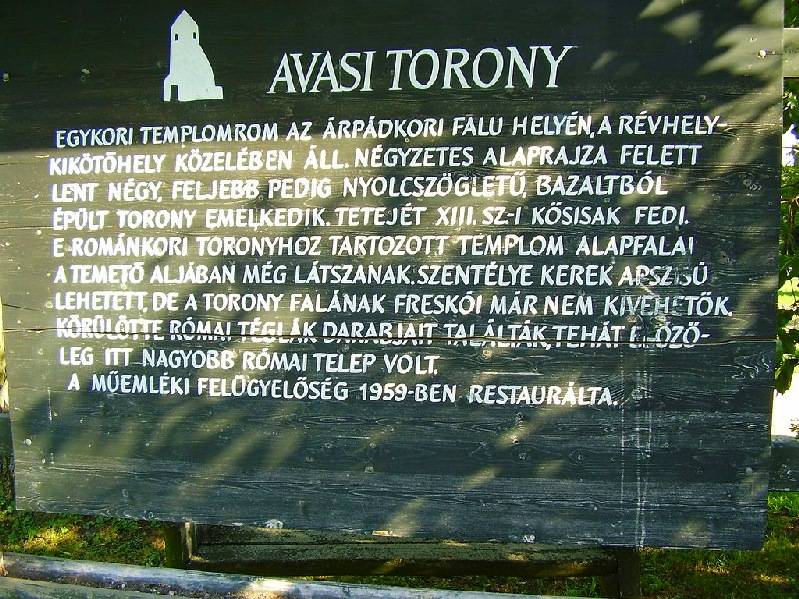 AVASI TORONY
EGYKORI TEMPLOMROM AZ ÁRPÁDKORI FALU HELYÉN, A RÉVHELY-
KIKÖTŐHELY KÖZELÉBEN ÁLL. NÉGYZETES ALAPRAJZA FELETT
LENT NÉGY, FELJEBB PEDIG NYOLCSZÖGLETŰ, BAZALTBÓL
ÉPÜLT TORONY EMELKEDIK. TETEJÉT XIII. SZ-I KŐSISAK FEDI.
E ROMÁNKORI TORONYHOZ TARTOZOTT TEMPLOM ALAPFALAI
A TEMETŐ ALJÁBAN MÉG LÁTSZANAK. SZENTÉLYE KEREK APSZISÚ
LEHETETT, DE A TORONY FALÁNAK FRESKÓI MÁR NEM KIVEHETŐK.
KÖRÜLÖTTE RÓMAI TÉGLÁK DARABJAIT TALÁLTÁK, TEHÁT ELŐZŐ-
LEG ITT NAGYOBB RÓMAI TELEP VOLT.
A MŰEMLÉKI FELÜGYELŐSÉG 1959-BEN RESTAURÁLTA.